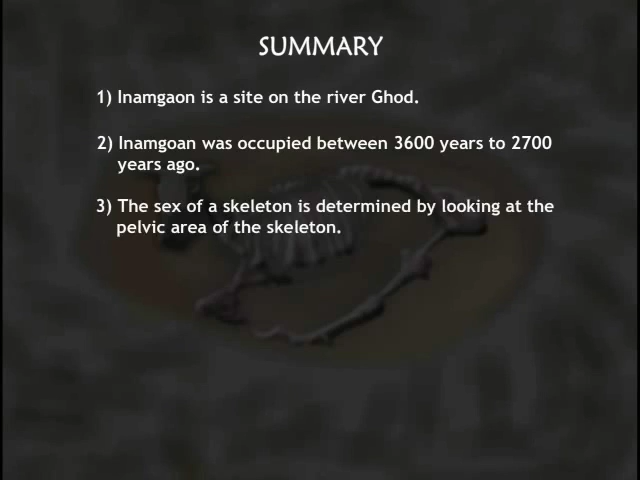 SUMMARY
1) Inamgaon is a site on the river Ghod.
2) Inamgoan was occupied between 3600 years to 2700
years ago.
3) The sex of a skeleton is determined by looking at the
pelvic area of the skeleton.